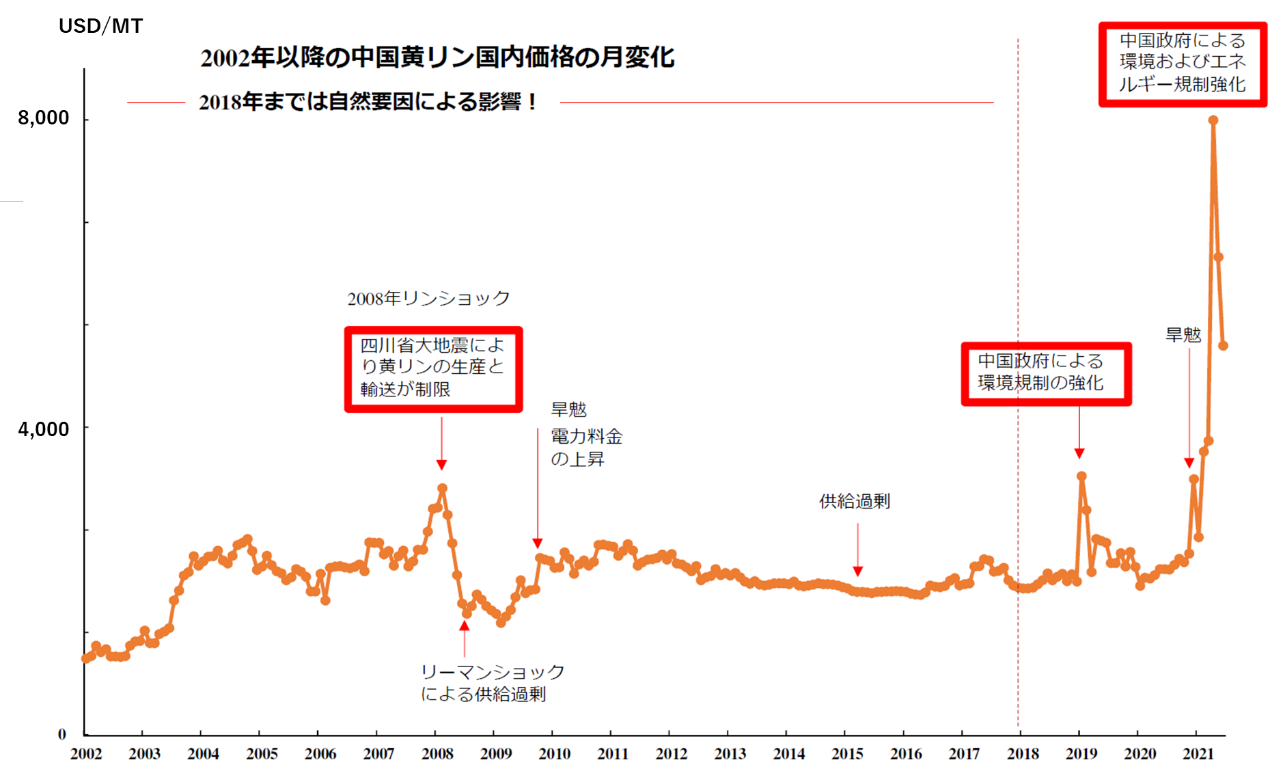 USD/MT
2002年以降の中国黄リン国内価格の月変化
2018年までは自然要因による影響！
中国政府による
環境およびエネ
ルギー規制強化
8,000
2008年リンショック
四川省大地震によ
り黄リンの生産と
輸送が制限
旱魃
中国政府による
環境規制の強化
旱魃
電力料金
の上昇
4,000
供給過剰
リーマンショック
による供給過剰
0
2002 2003 2004 2005 2006 2007 2008 2009 2010 2011 2012 2013 2014 2015 2016 2017 2018 2019 2020 2021